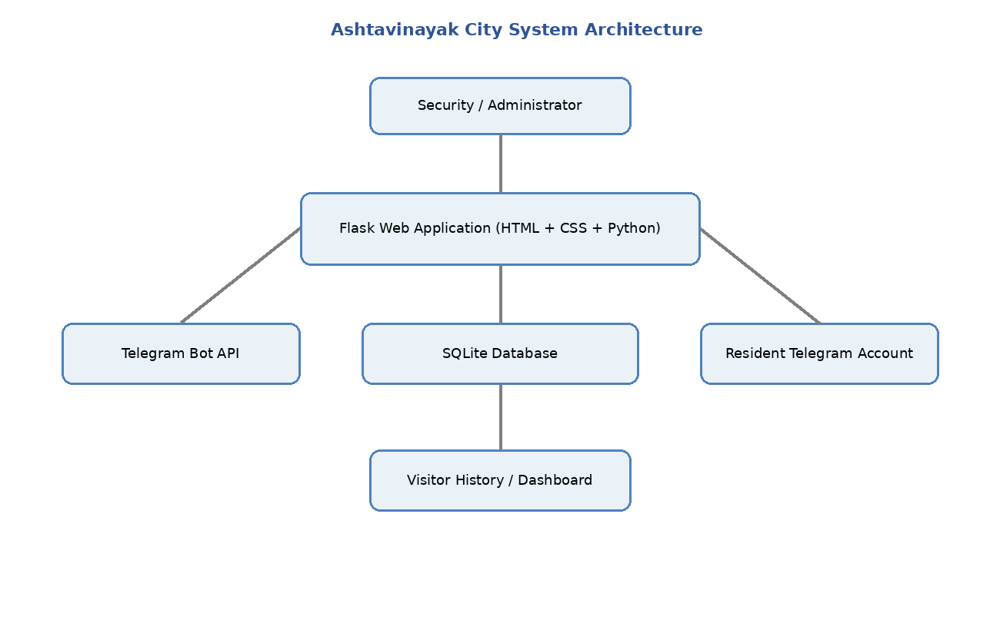 Ashtavinayak City System Architecture
Security / Administrator
Flask Web Application (HTML + CSS + Python)
Telegram Bot API
SQLite Database
Resident Telegram Account
Visitor History / Dashboard